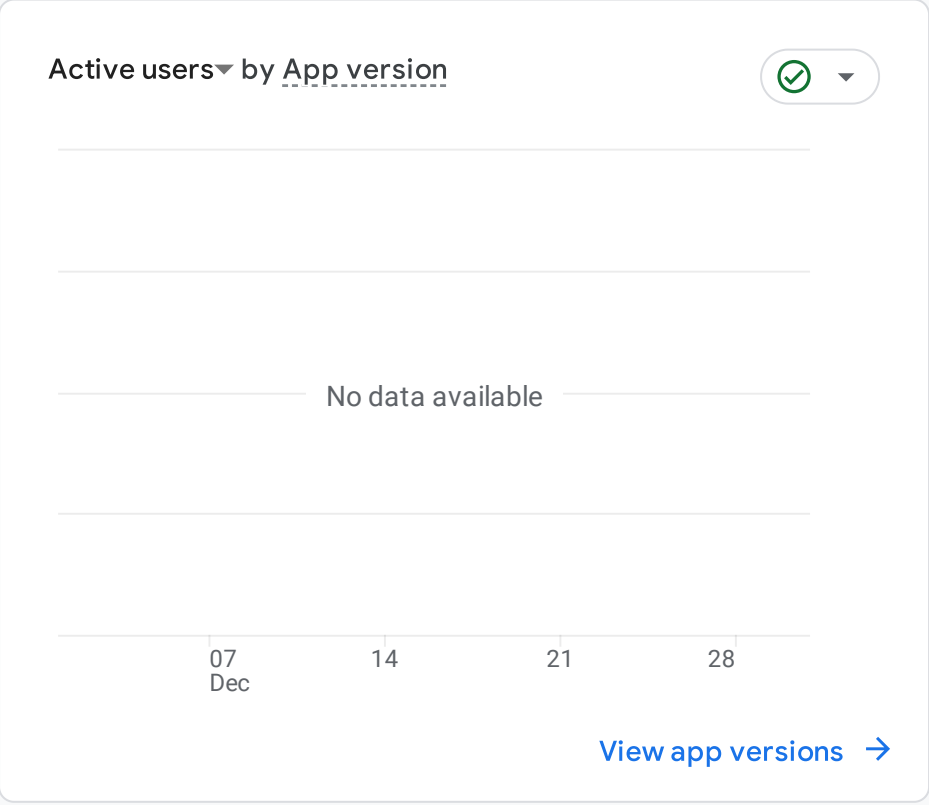 Active users by App version
No data available
07 14 21 28
Dec
View app versions